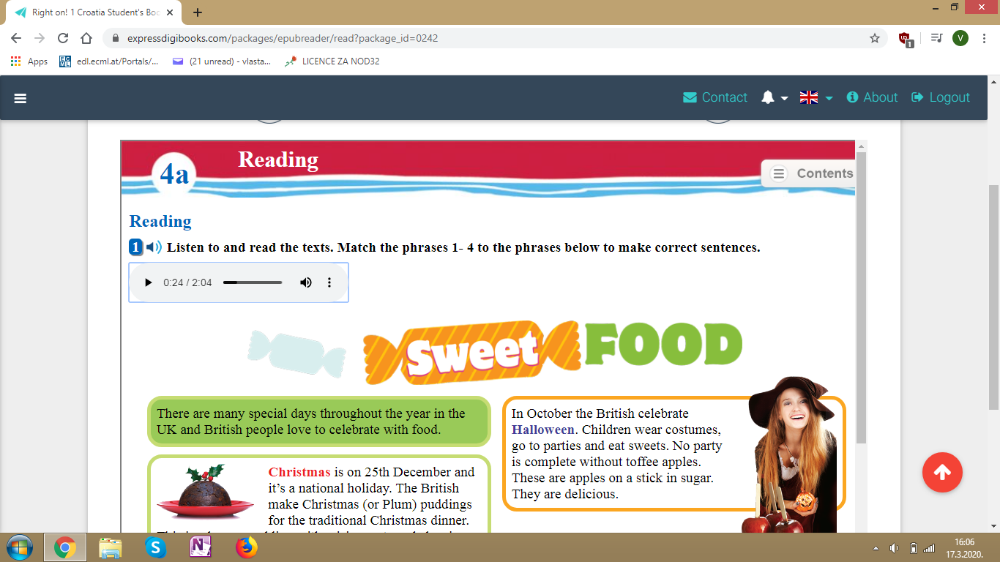 Right on! 1 Croatia Student's Boo
expressdigibooks.com/packages/epubreader/read?package_id=0242
1
V
Apps
edl.ecml.at/Portals/...
(21 unread) - vlasta...
LICENCE ZA NOD32
Contact
About
Logout
4a
Reading
Contents
Reading
1 Listen to and read the texts. Match the phrases 1- 4 to the phrases below to make correct sentences.
0:24 / 2:04
Sweet FOOD
There are many special days throughout the year in the
UK and British people love to celebrate with food.
Christmas is on 25th December and
it's a national holiday. The British
make Christmas (or Plum) puddings
for the traditional Christmas dinner.
In October the British celebrate
Halloween. Children wear costumes,
go to parties and eat sweets. No party
is complete without toffee apples.
These are apples on a stick in sugar.
They are delicious.
16:06
17.3.2020.